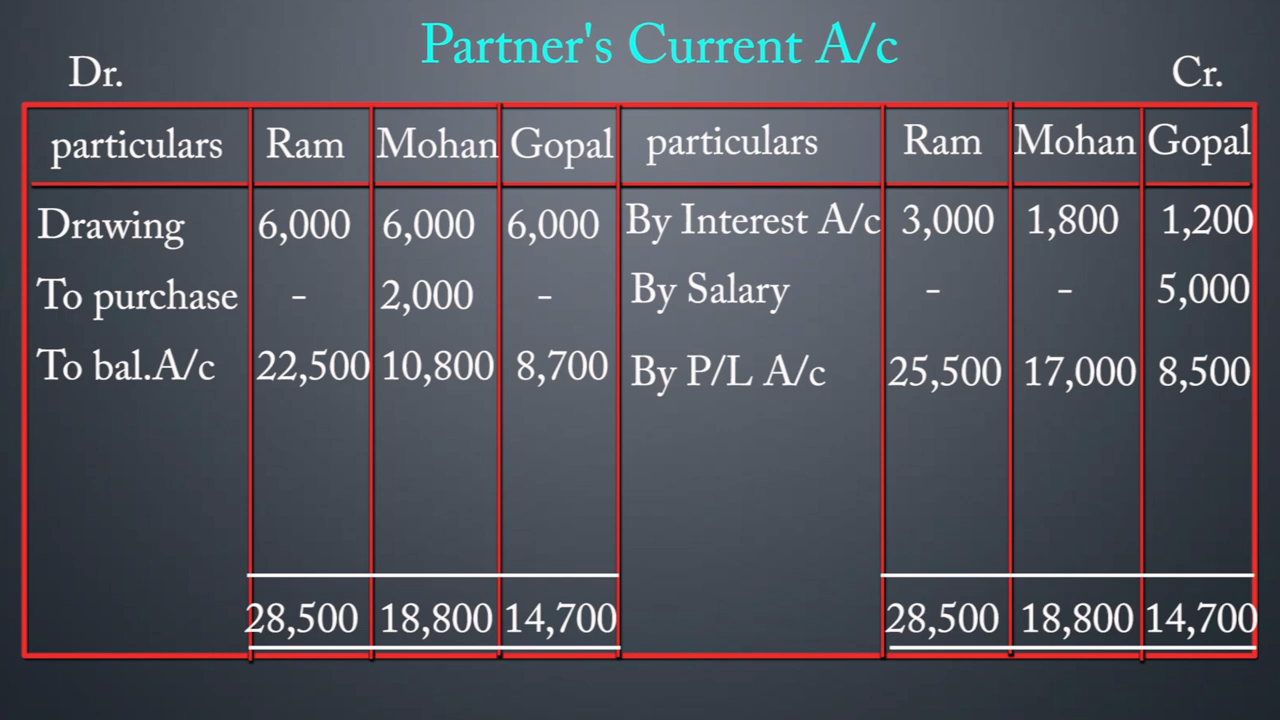 Partner's Current A/c
Dr. Cr.
particulars Ram Mohan Gopal particulars Ram Mohan Gopal
Drawing 6,000 6,000 6,000 By Interest A/c 3,000 1,800 1,200
To purchase - 2,000 - By Salary - - 5,000
To bal.A/c 22,500 10,800 8,700 By P/L A/c 25,500 17,000 8,500
28,500 18,800 14,700 28,500 18,800 14,700